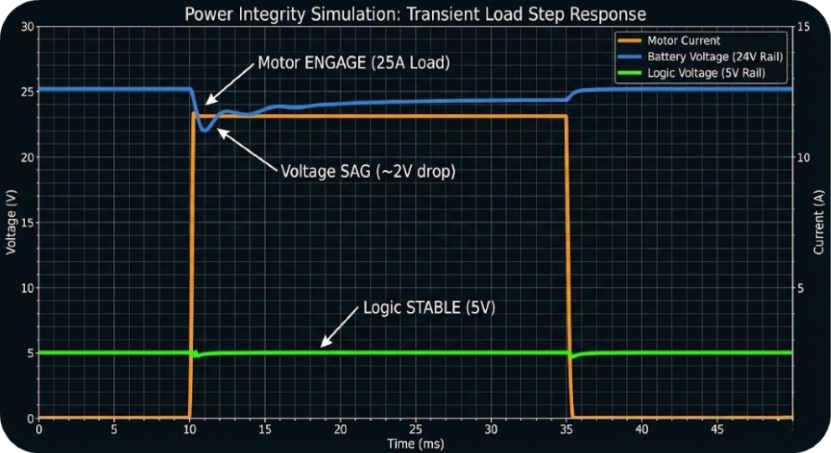 Power Integrity Simulation: Transient Load Step Response
30
25
20
15
10
5
0
Voltage (V)
Motor ENGAGE (25A Load)
Voltage SAG (~2V drop)
Logic STABLE (5V)
Motor Current
Battery Voltage (24V Rail)
Logic Voltage (5V Rail)
15
10
5
Current (A)
0 5 10 15 20 25 30 35 40 45
Time (ms)